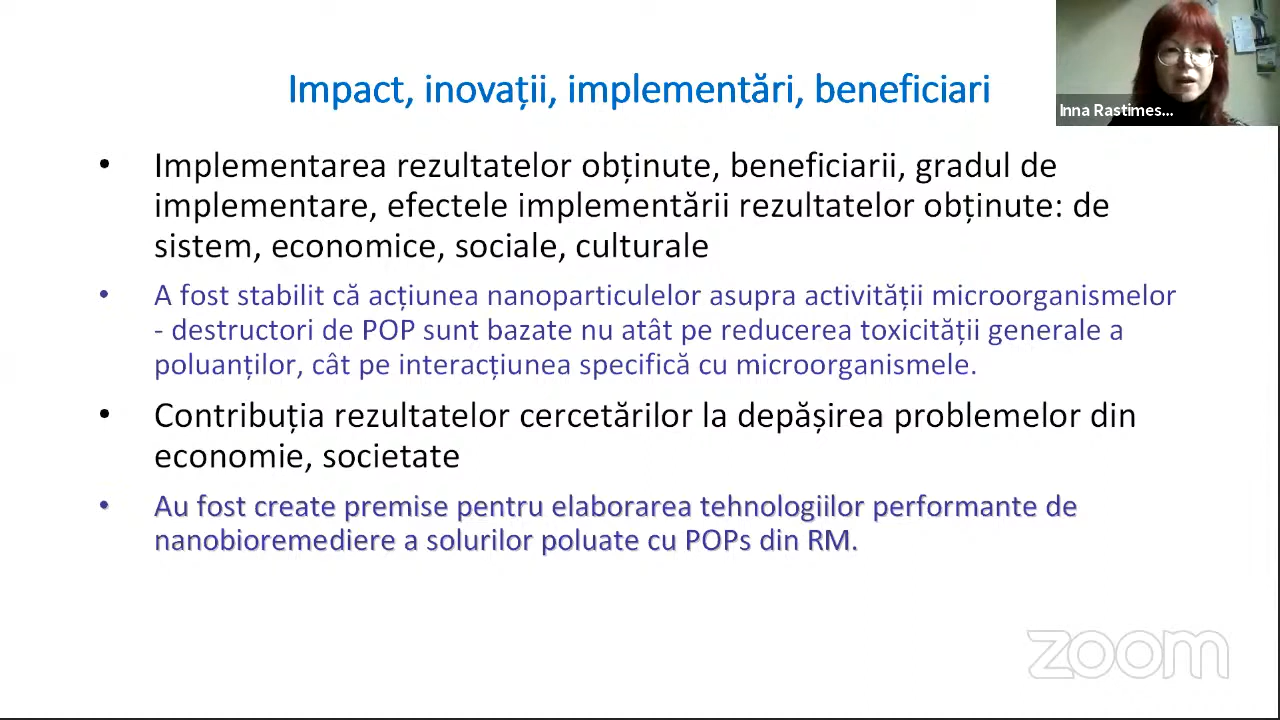 Impact, inovații, implementări, beneficiari
Inna Rastimes...
• Implementarea rezultatelor obținute, beneficiarii, gradul de
implementare, efectele implementării rezultatelor obținute: de
sistem, economice, sociale, culturale
• A fost stabilit că acțiunea nanoparticulelor asupra activității microorganismelor
- destructori de POP sunt bazate nu atât pe reducerea toxicității generale a
poluanților, cât pe interacțiunea specifică cu microorganismele.
• Contribuția rezultatelor cercetărilor la depășirea problemelor din
economie, societate
• Au fost create premise pentru elaborarea tehnologiilor performante de
nanobioremediere a solurilor poluate cu POPs din RM.
zoom